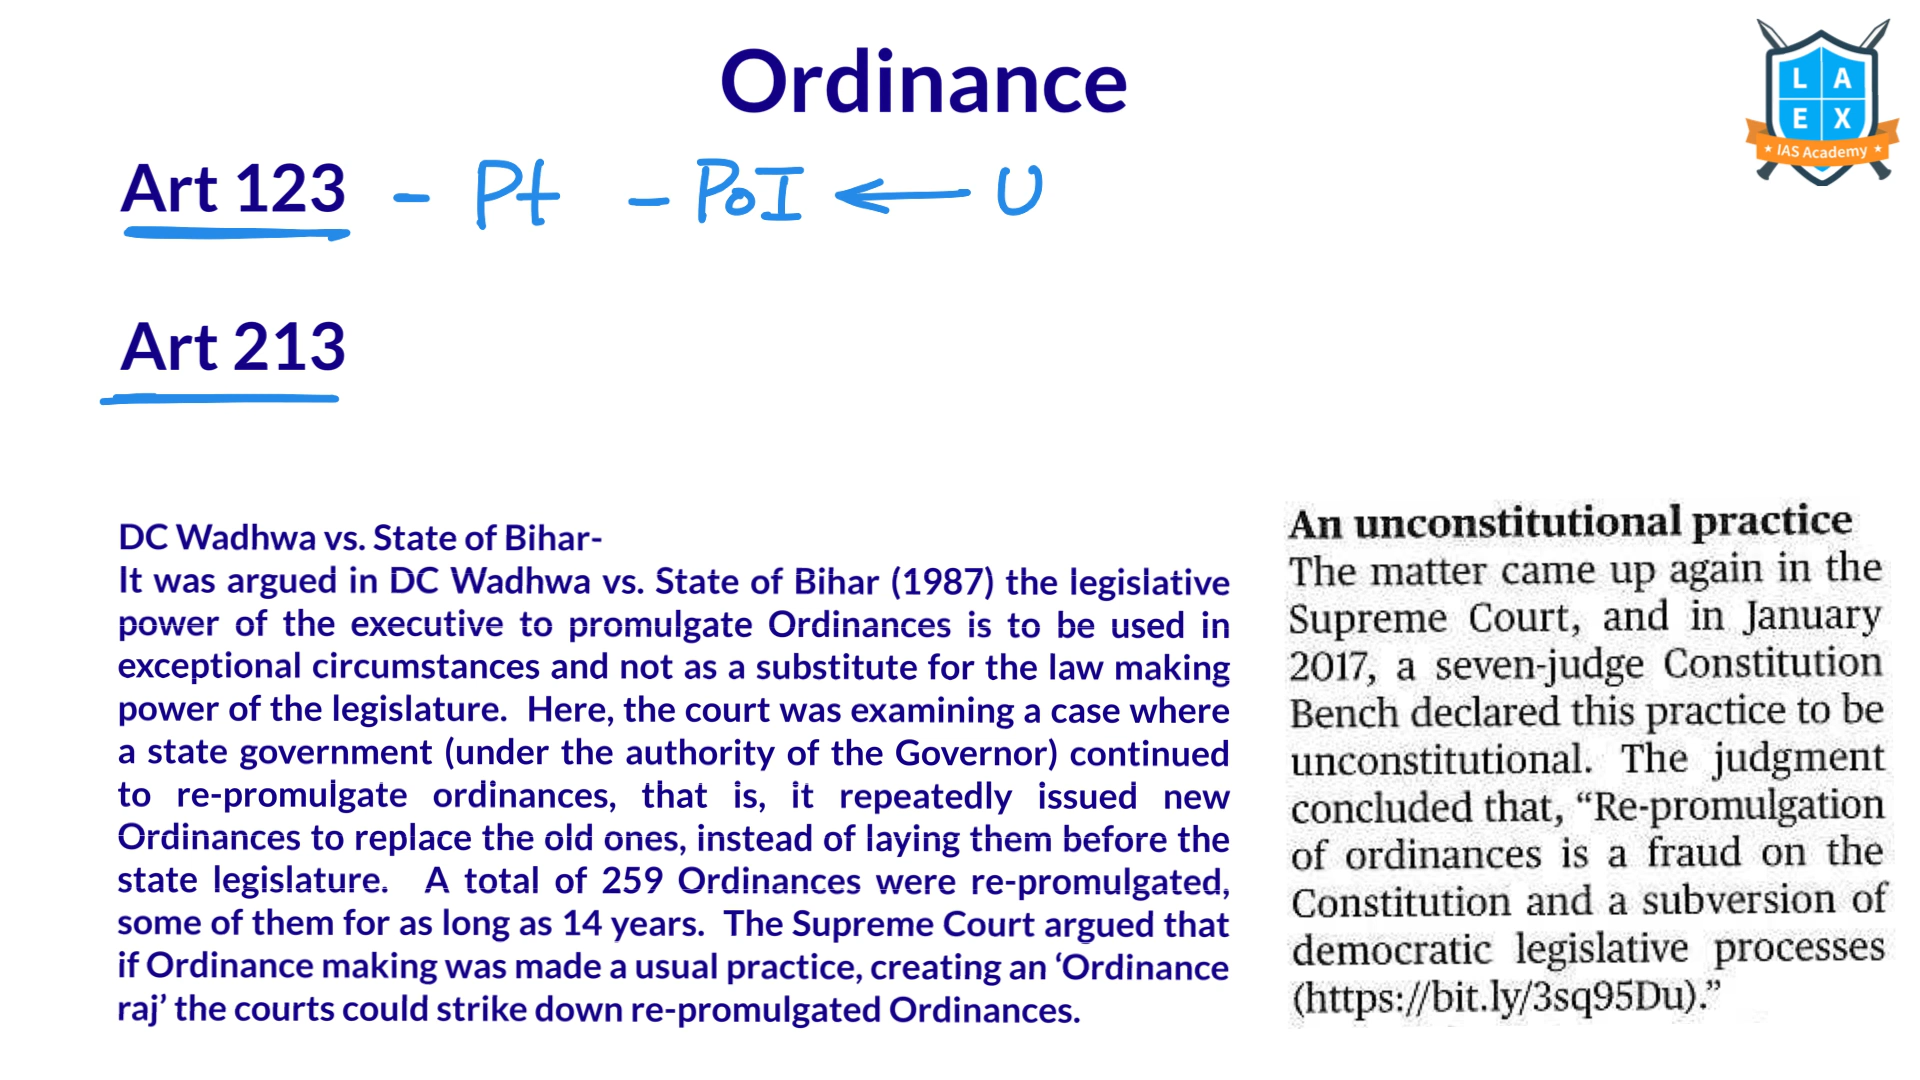 Ordinance
L A
E X
IAS Academy
Art 123 - Pt - PoI ← U
Art 213
DC Wadhwa vs. State of Bihar-
It was argued in DC Wadhwa vs. State of Bihar (1987) the legislative
power of the executive to promulgate Ordinances is to be used in
exceptional circumstances and not as a substitute for the law making
power of the legislature. Here, the court was examining a case where
a state government (under the authority of the Governor) continued
to re-promulgate ordinances, that is, it repeatedly issued new
Ordinances to replace the old ones, instead of laying them before the
state legislature. A total of 259 Ordinances were re-promulgated,
some of them for as long as 14 years. The Supreme Court argued that
if Ordinance making was made a usual practice, creating an ‘Ordinance
raj’ the courts could strike down re-promulgated Ordinances.
An unconstitutional practice
The matter came up again in the
Supreme Court, and in January
2017, a seven-judge Constitution
Bench declared this practice to be
unconstitutional. The judgment
concluded that, “Re-promulgation
of ordinances is a fraud on the
Constitution and a subversion of
democratic legislative processes
(https://bit.ly/3sq95Du).”